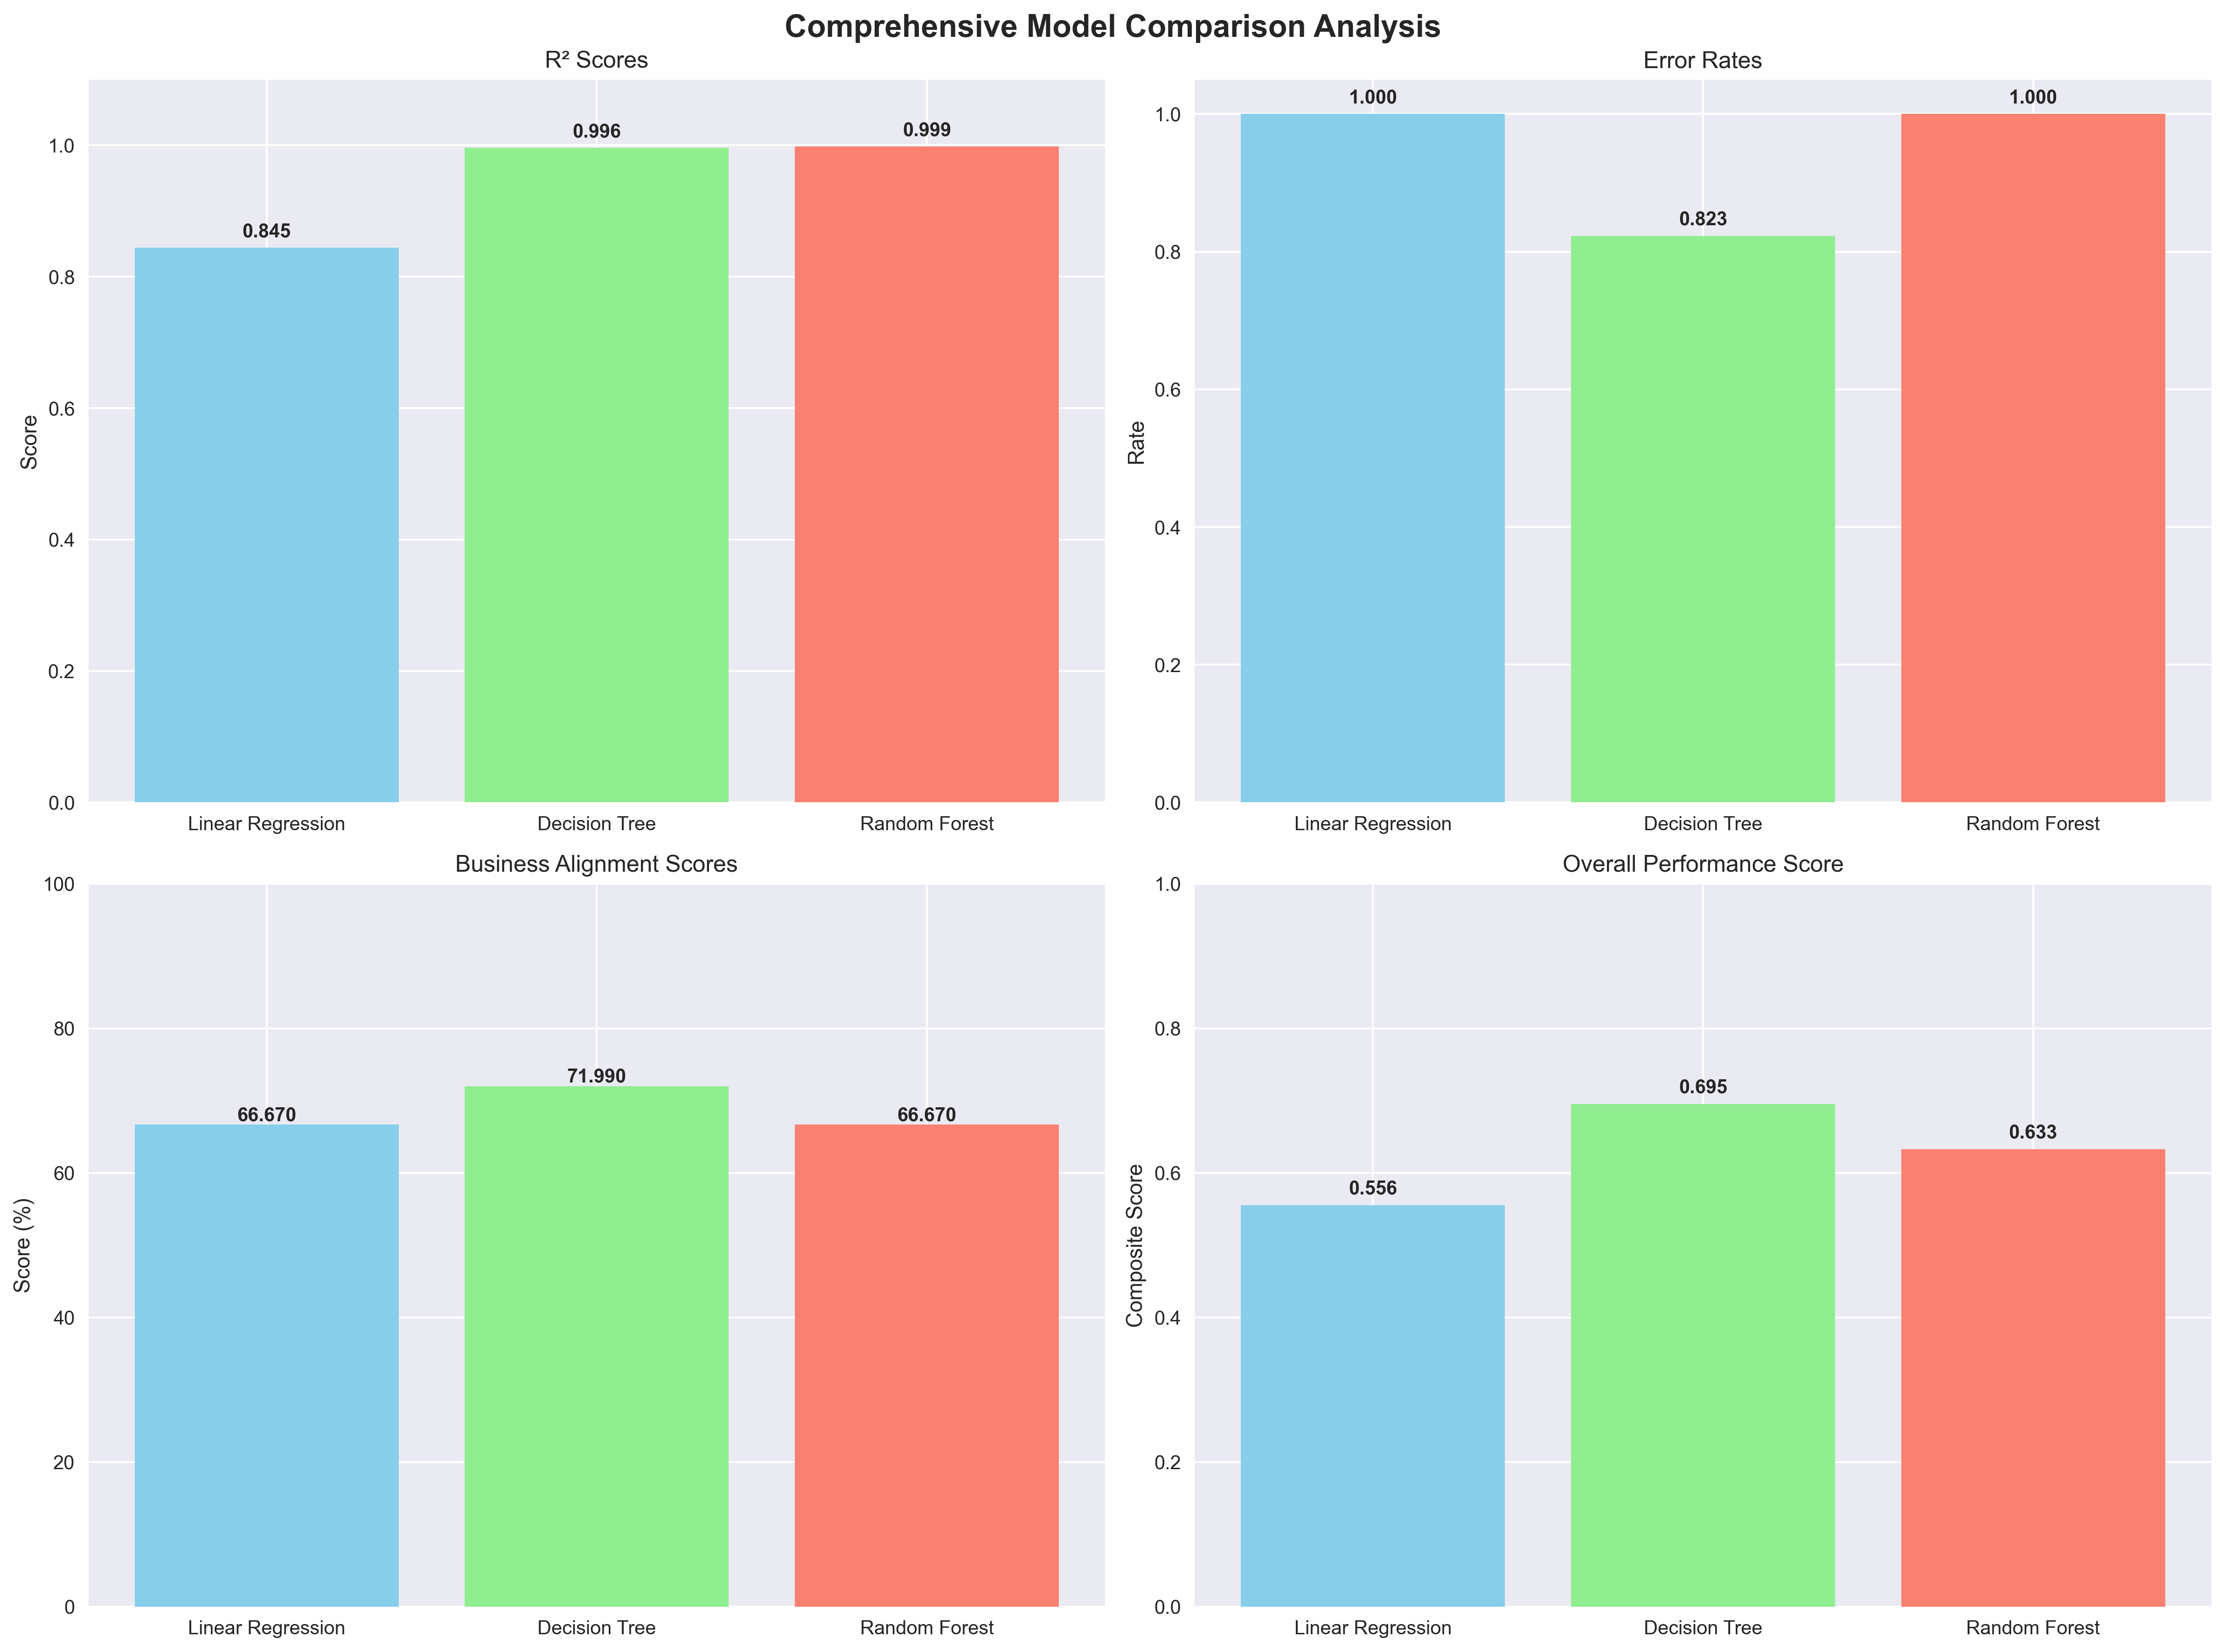 Comprehensive Model Comparison Analysis
R² Scores
Score
1.0
0.8
0.6
0.4
0.2
0.0
0.845
0.996
0.999
Linear Regression
Decision Tree
Random Forest
Error Rates
Rate
1.0
0.8
0.6
0.4
0.2
0.0
1.000
0.823
1.000
Linear Regression
Decision Tree
Random Forest
Business Alignment Scores
Score (%)
100
80
60
40
20
0
66.670
71.990
66.670
Linear Regression
Decision Tree
Random Forest
Overall Performance Score
Composite Score
1.0
0.8
0.6
0.4
0.2
0.0
0.556
0.695
0.633
Linear Regression
Decision Tree
Random Forest